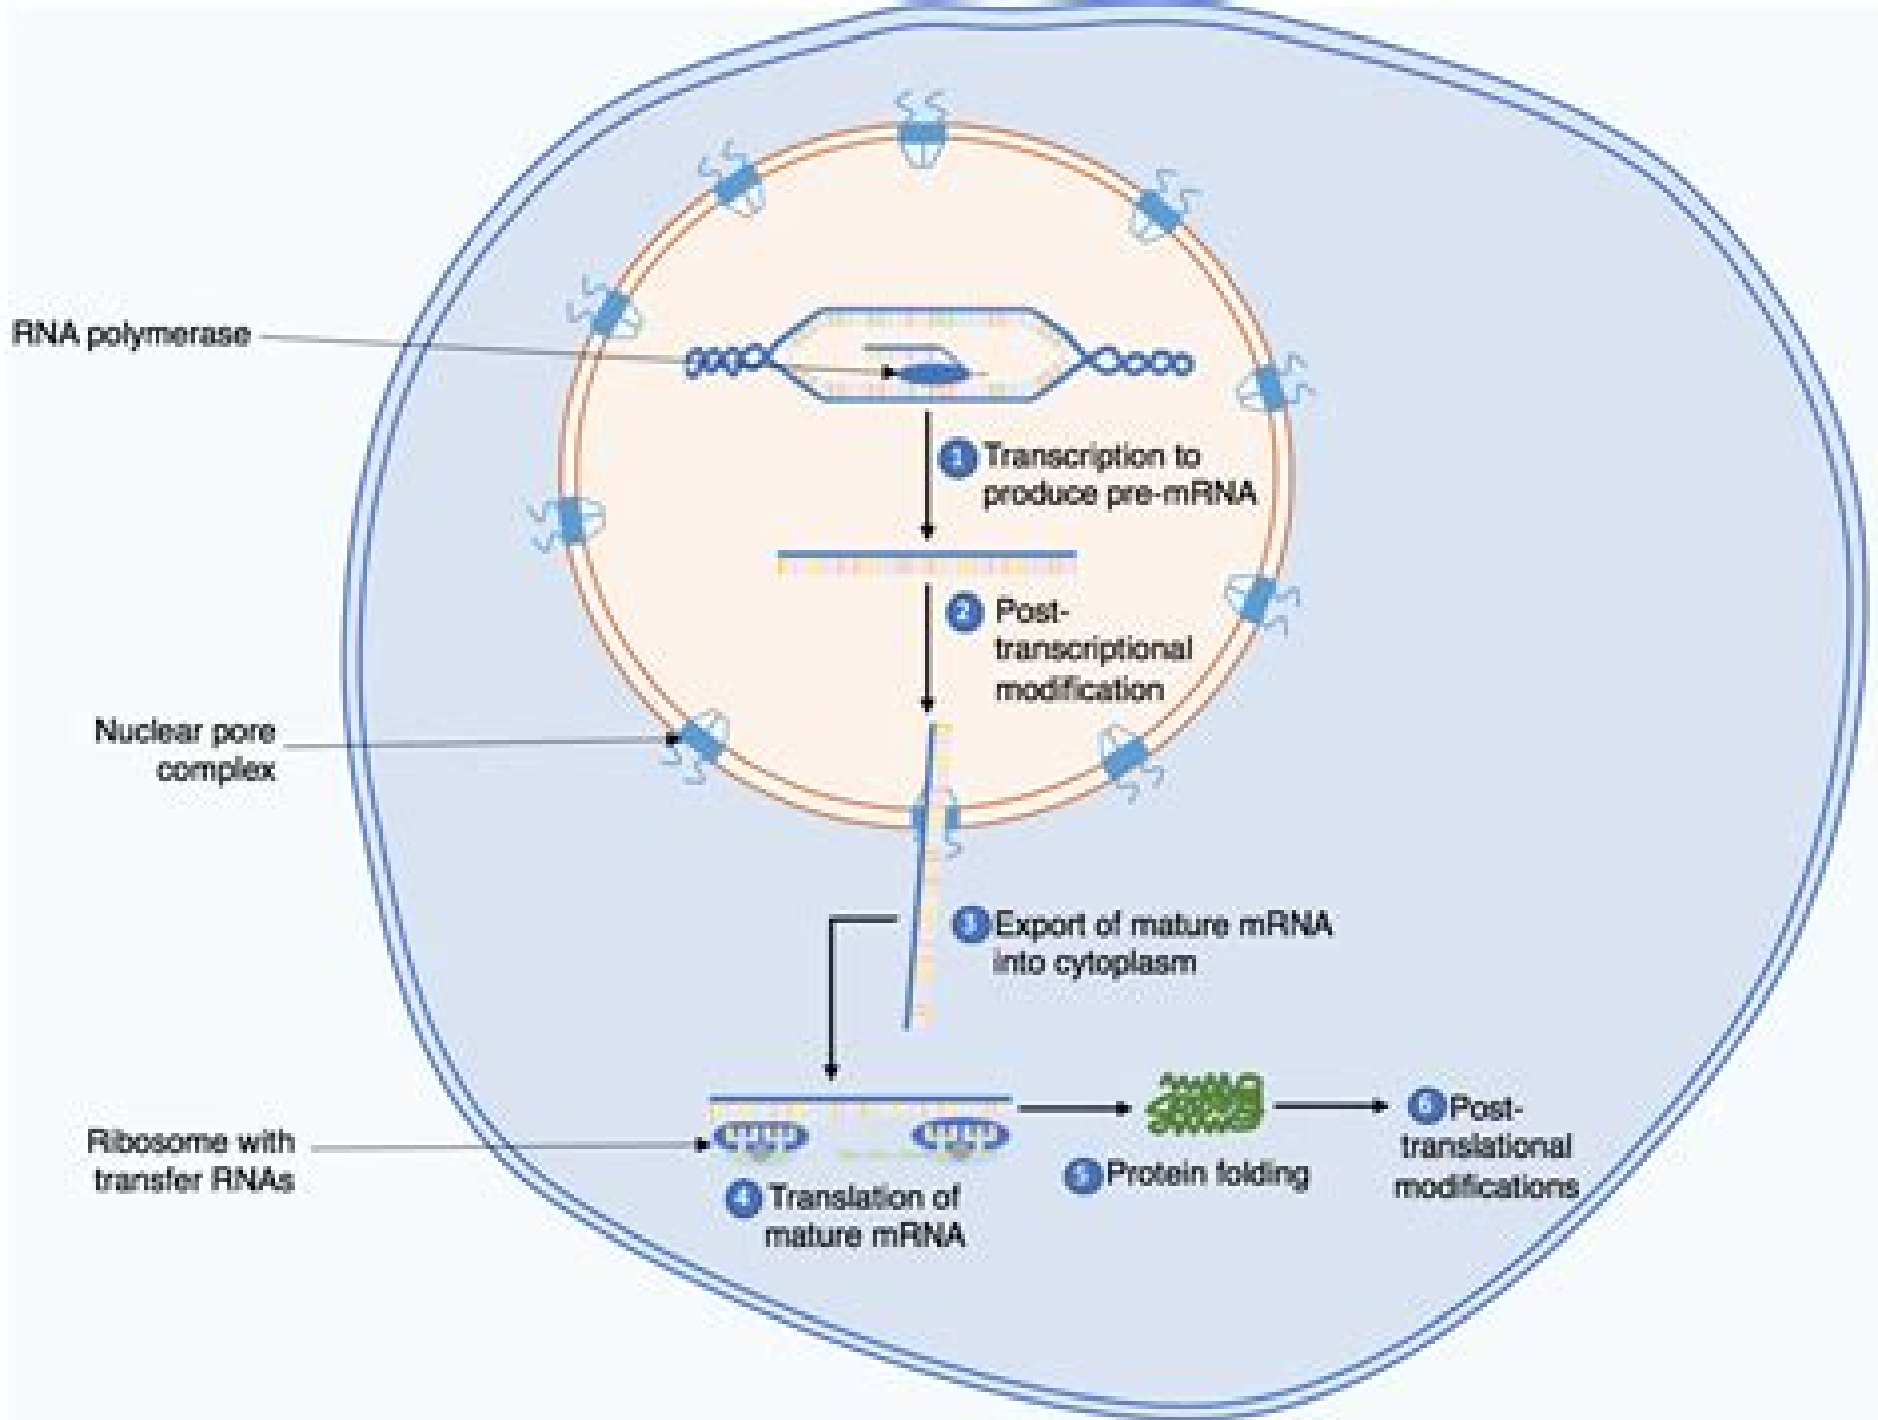 RNA polymerase
1 Transcription to
produce pre-mRNA
2 Post-
transcriptional
modification
Nuclear pore
complex
3 Export of mature mRNA
into cytoplasm
Ribosome with
transfer RNAs
4 Translation of
mature mRNA
5 Protein folding
6 Post-
translational
modifications